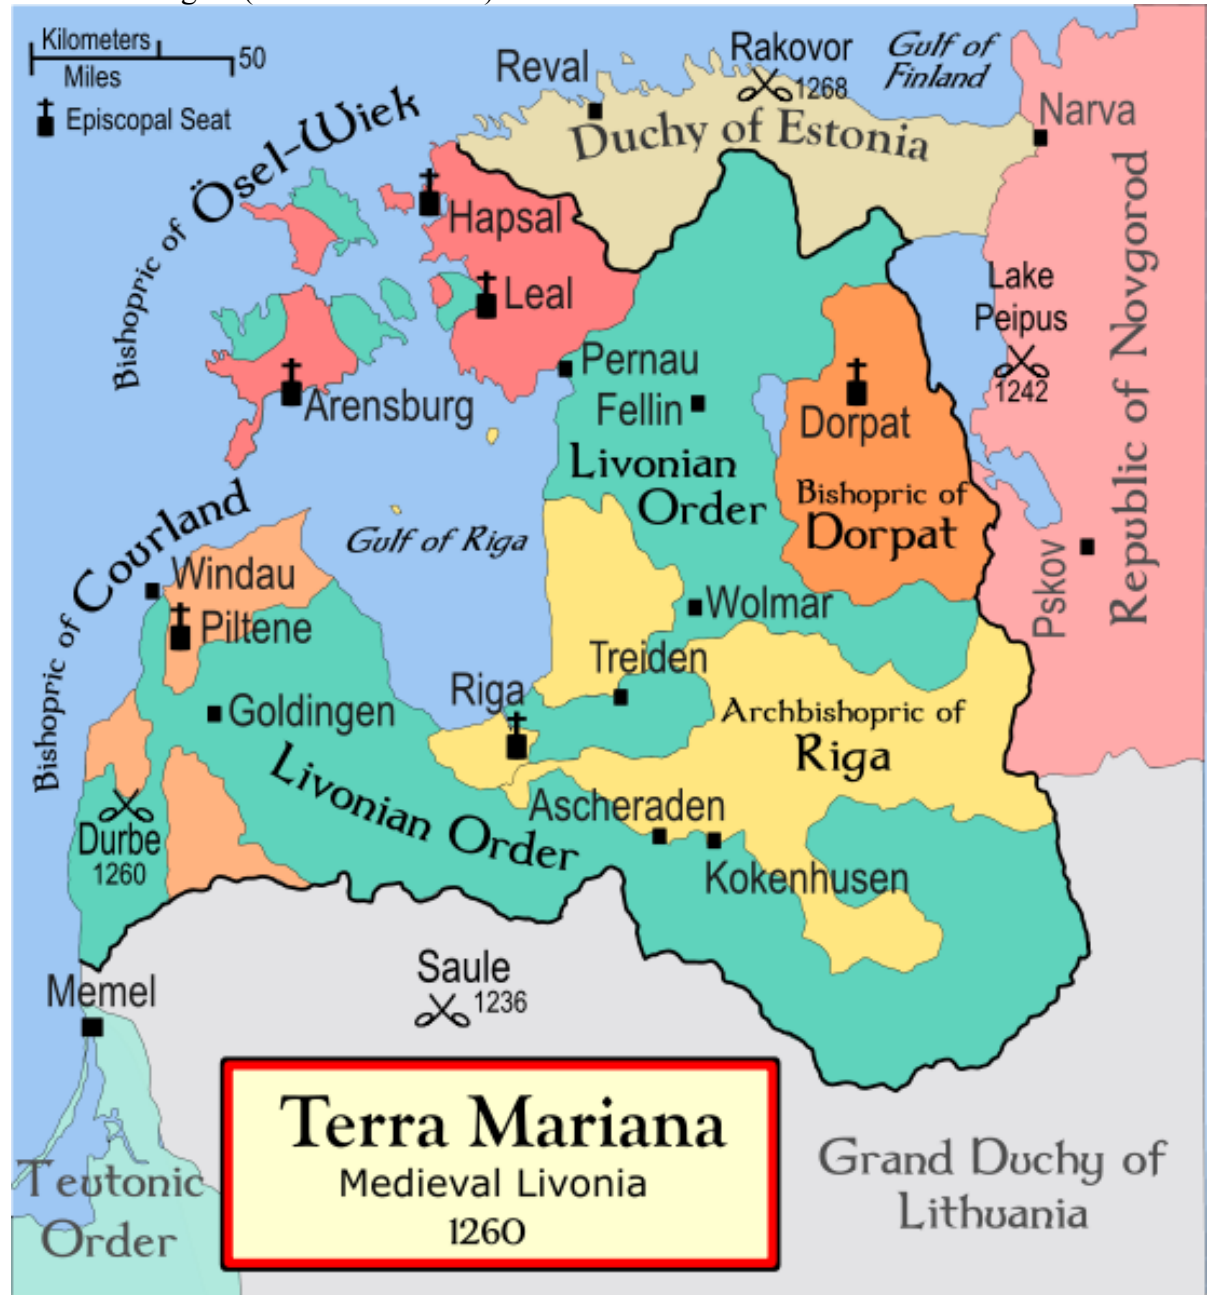 Kilometers
50
Miles
Episcopal Seat
Reval
Rakovor
1268
Gulf of
Finland
Narva
Duchy of Estonia
Bishopric of Ösel-Wiek
Hapsal
Leal
Arensburg
Pernau
Fellin
Livonian
Order
Lake
Peipus
1242
Dorpat
Bishopric of
Dorpat
Republic of Novgorod
Pskov
Gulf of Riga
Bishopric of Courland
Windau
Piltene
Goldingen
Livonian Order
Durbe
1260
Wolmar
Treiden
Riga
Archbishopric of
Riga
Ascheraden
Kokenhusen
Saule
1236
Memel
Teutonic
Order
Terra Mariana
Medieval Livonia
1260
Grand Duchy of
Lithuania